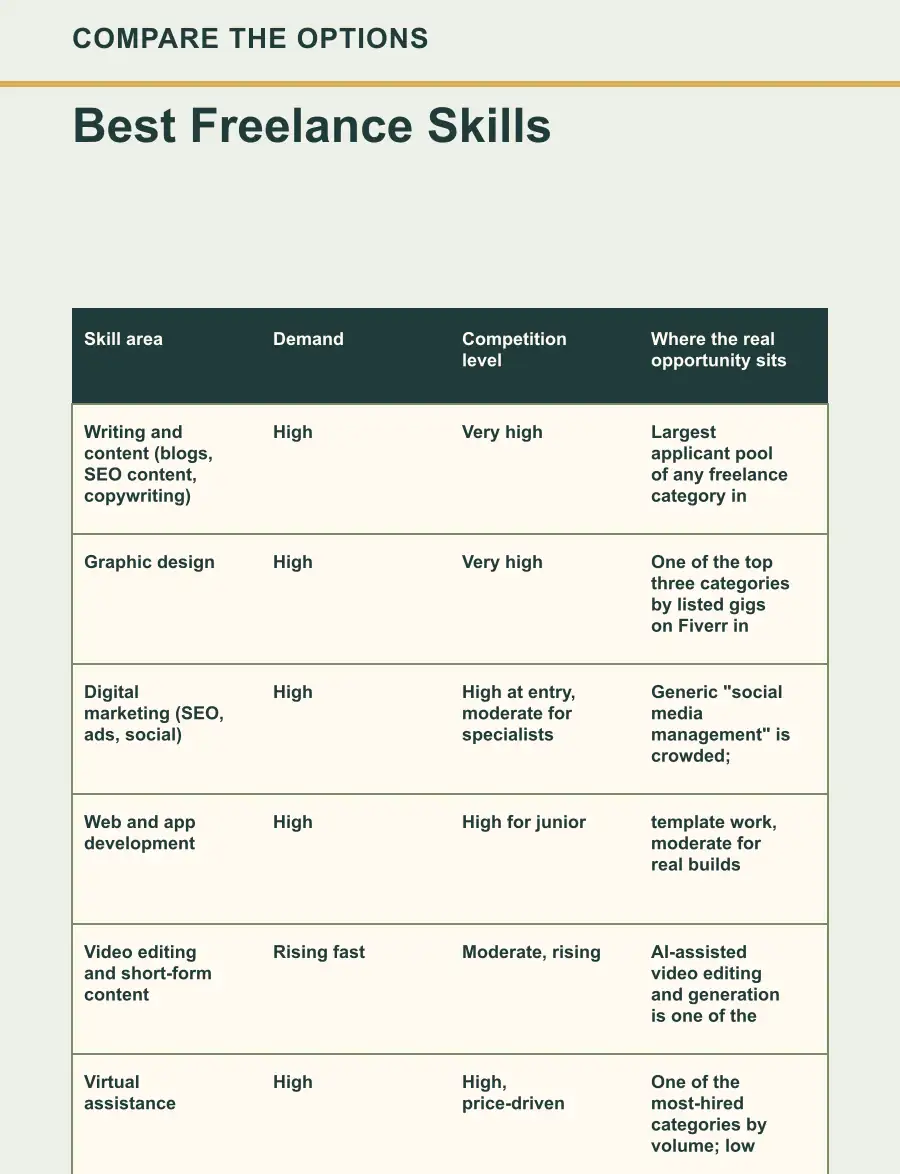 COMPARE THE OPTIONS
Best Freelance Skills
Skill area
Demand
Competition
level
Where the real
opportunity sits
Writing and
content (blogs,
SEO content,
copywriting)
High
Very high
Largest
applicant pool
of any freelance
category in
Graphic design
High
Very high
One of the top
three categories
by listed gigs
on Fiverr in
Digital
marketing (SEO,
ads, social)
High
High at entry,
moderate for
specialists
Generic "social
media
management" is
crowded;
Web and app
development
High
High for junior
template work,
moderate for
real builds
Video editing
and short-form
content
Rising fast
Moderate, rising
AI-assisted
video editing
and generation
is one of the
Virtual
assistance
High
High,
price-driven
One of the
most-hired
categories by
volume; low